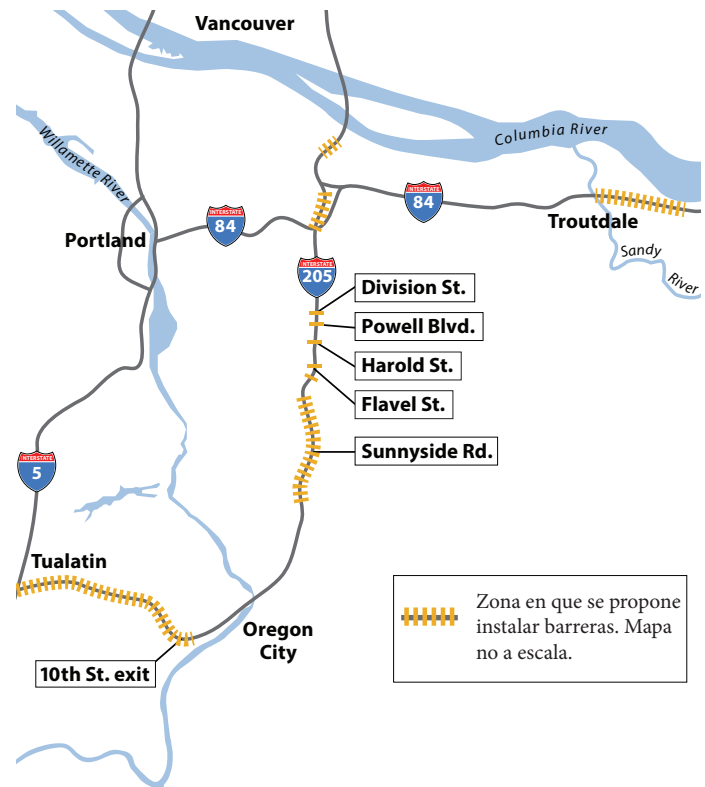 Vancouver
Columbia River
Willamette River
INTERSTATE
84
INTERSTATE
84
Portland
Troutdale
Sandy
River
INTERSTATE
205
Division St.
Powell Blvd.
Harold St.
Flavel St.
Sunnyside Rd.
INTERSTATE
5
Tualatin
Oregon
City
10th St. exit
Zona en que se propone
instalar barreras. Mapa
no a escala.